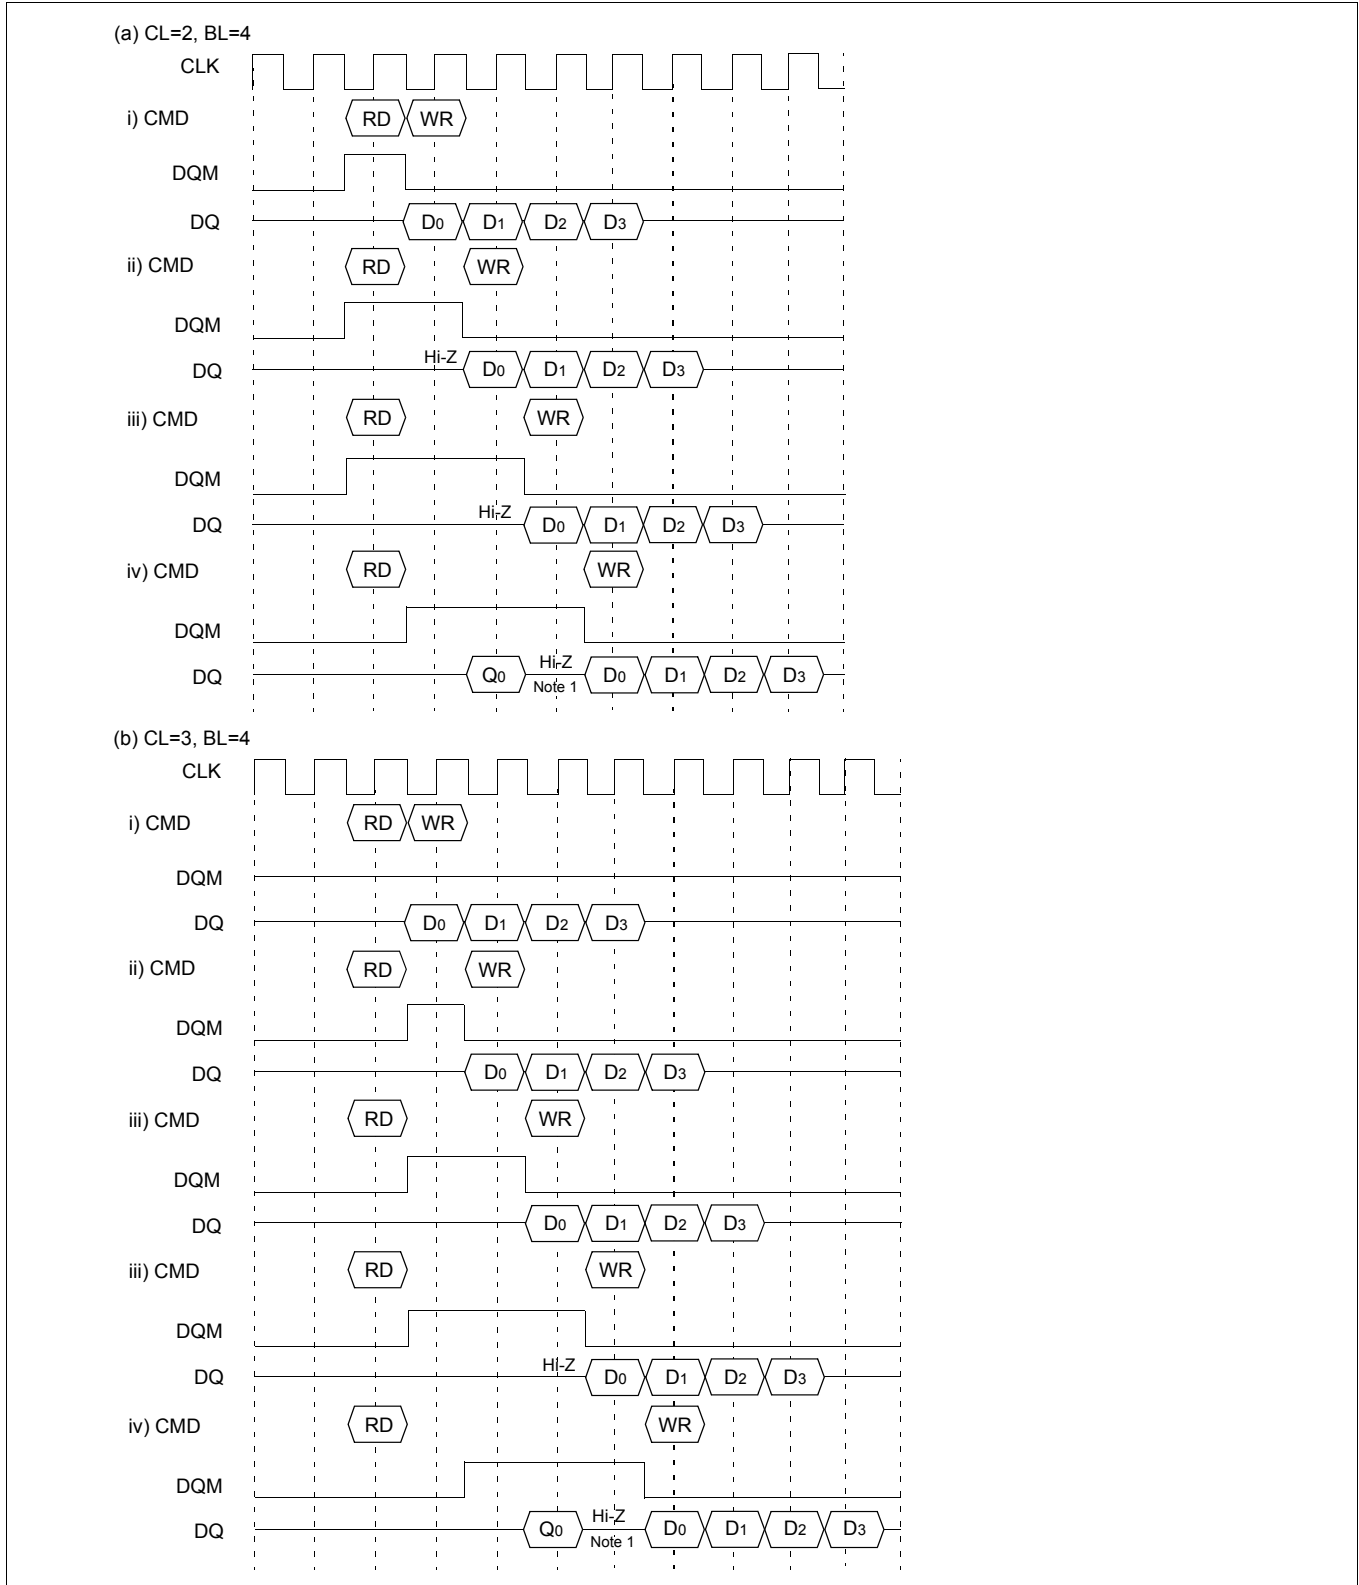 (a) CL=2, BL=4
CLK
i) CMD RD WR
DQM
DQ D0 D1 D2 D3
ii) CMD RD WR
DQM
Hi-Z
DQ D0 D1 D2 D3
iii) CMD RD WR
DQM
Hi-Z
DQ D0 D1 D2 D3
iv) CMD RD WR
DQM
Hi-Z
DQ Q0 D0 D1 D2 D3
Note 1
(b) CL=3, BL=4
CLK
i) CMD RD WR
DQM
DQ D0 D1 D2 D3
ii) CMD RD WR
DQM
DQ D0 D1 D2 D3
iii) CMD RD WR
DQM
DQ D0 D1 D2 D3
iii) CMD RD WR
DQM
Hi-Z
DQ D0 D1 D2 D3
iv) CMD RD WR
DQM
Hi-Z
DQ Q0 D0 D1 D2 D3
Note 1